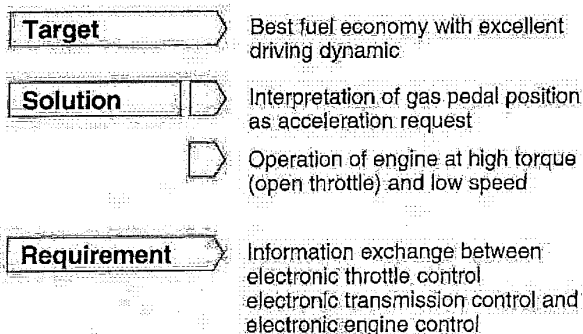 Target
Best fuel economy with excellent
driving dynamic
Solution
Interpretation of gas pedal position
as acceleration request
Operation of engine at high torque
(open throttle) and low speed
Requirement
Information exchange between
electronic throttle control
electronic transmission control and
electronic engine control